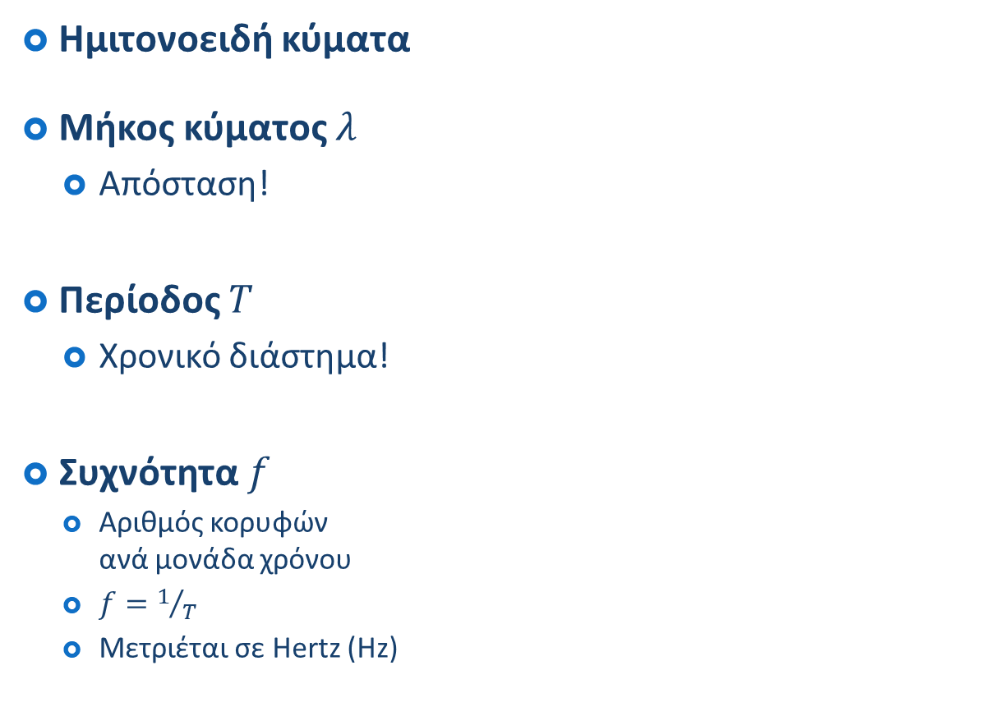 Ημιτονοειδή κύματα
Μήκος κύματος λ
Απόσταση!
Περίοδος T
Χρονικό διάστημα!
Συχνότητα f
Αριθμός κορυφών
ανά μονάδα χρόνου
f = 1/T
Μετριέται σε Hertz (Hz)